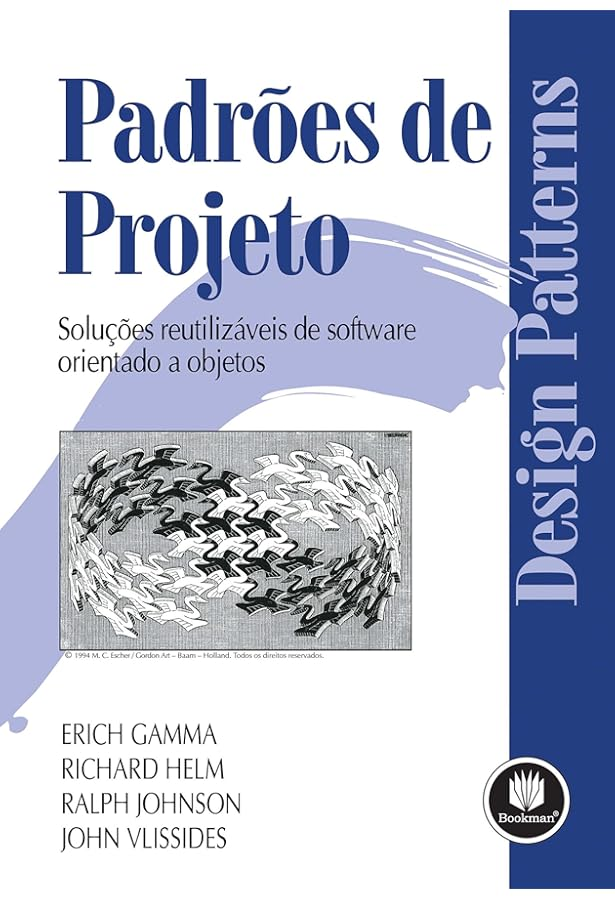 Padrões de
Projeto
Soluções reutilizáveis de software
orientado a objetos
Design Patterns
© 1994 M. C. Escher / Gordon Art – Baarn – Holland. Todos os direitos reservados.
ERICH GAMMA
RICHARD HELM
RALPH JOHNSON
JOHN VLISSIDES
Bookman®